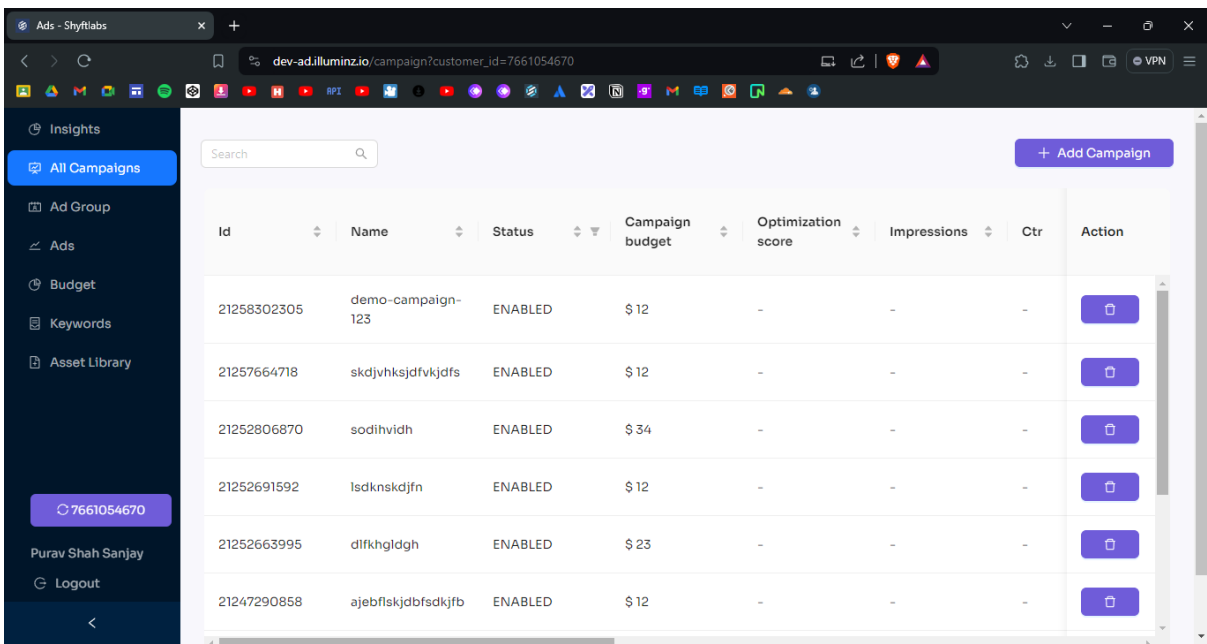 Ads - Shyftlabs
dev-ad.illuminz.io/campaign?customer_id=7661054670
VPN
API
Insights
All Campaigns
Ad Group
Ads
Budget
Keywords
Asset Library
7661054670
Purav Shah Sanjay
Logout
Search
+ Add Campaign
Id Name Status Campaign budget Optimization score Impressions Ctr Action
21258302305 demo-campaign-123 ENABLED $ 12 - - -
21257664718 skdjvhksjdfvkjdfs ENABLED $ 12 - - -
21252806870 sodihvidh ENABLED $ 34 - - -
21252691592 lsdknskdjfn ENABLED $ 12 - - -
21252663995 dlfkhgldgh ENABLED $ 23 - - -
21247290858 ajebflskjdbfsdkjfb ENABLED $ 12 - - -